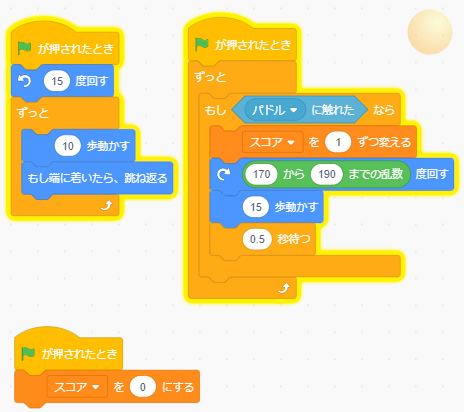 が押されたとき
15 度回す
ずっと
10 歩動かす
もし端に着いたら、跳ね返る
が押されたとき
ずっと
もし パドル に触れた なら
スコア を 1 ずつ変える
170 から 190 までの乱数 度回す
15 歩動かす
0.5 秒待つ
が押されたとき
スコア を 0 にする